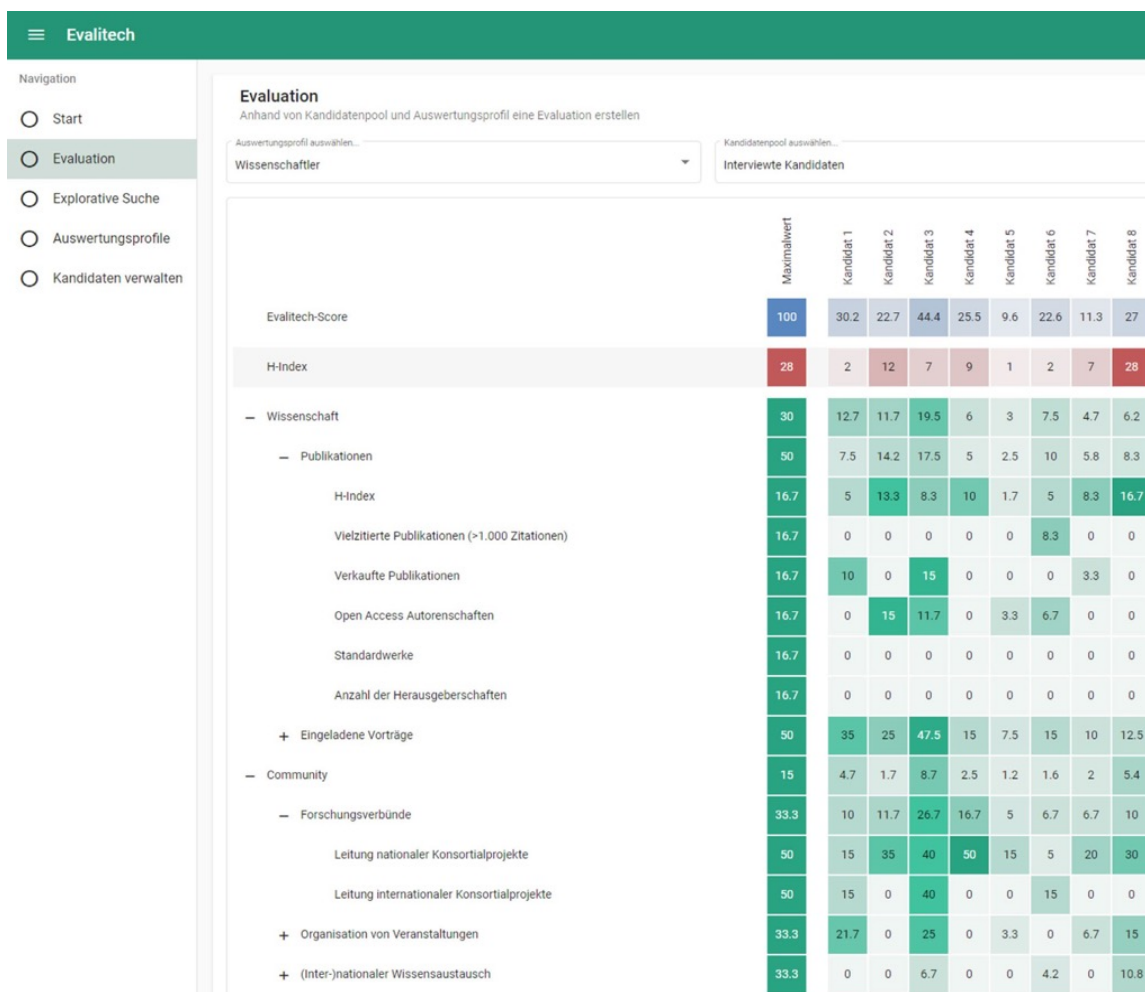 Evalitech
Navigation
Start
Evaluation
Explorative Suche
Auswertungsprofile
Kandidaten verwalten
Evaluation
Anhand von Kandidatenpool und Auswertungsprofil eine Evaluation erstellen
Auswertungsprofil auswählen...
Wissenschaftler
Kandidatenpool auswählen...
Interviewte Kandidaten
Maximalwert Kandidat 1 Kandidat 2 Kandidat 3 Kandidat 4 Kandidat 5 Kandidat 6 Kandidat 7 Kandidat 8
Evalitech-Score 100 30.2 22.7 44.4 25.5 9.6 22.6 11.3 27
H-Index 28 2 12 7 9 1 2 7 28
Wissenschaft 30 12.7 11.7 19.5 6 3 7.5 4.7 6.2
Publikationen 50 7.5 14.2 17.5 5 2.5 10 5.8 8.3
H-Index 16.7 5 13.3 8.3 10 1.7 5 8.3 16.7
Vielzitierte Publikationen (>1.000 Zitationen) 16.7 0 0 0 0 0 8.3 0 0
Verkaufte Publikationen 16.7 10 0 15 0 0 0 3.3 0
Open Access Autorenschaften 16.7 0 15 11.7 0 3.3 6.7 0 0
Standardwerke 16.7 0 0 0 0 0 0 0 0
Anzahl der Herausgeberschaften 16.7 0 0 0 0 0 0 0 0
Eingeladene Vorträge 50 35 25 47.5 15 7.5 15 10 12.5
Community 15 4.7 1.7 8.7 2.5 1.2 1.6 2 5.4
Forschungsverbünde 33.3 10 11.7 26.7 16.7 5 6.7 6.7 10
Leitung nationaler Konsortialprojekte 50 15 35 40 50 15 5 20 30
Leitung internationaler Konsortialprojekte 50 15 0 40 0 0 15 0 0
Organisation von Veranstaltungen 33.3 21.7 0 25 0 3.3 0 6.7 15
(Inter-)nationaler Wissensaustausch 33.3 0 0 6.7 0 0 4.2 0 10.8